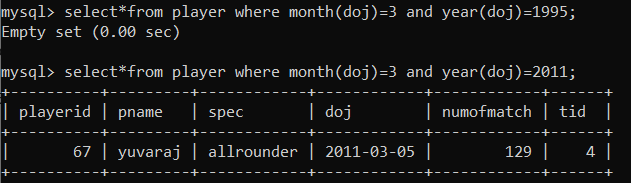 mysql> select*from player where month(doj)=3 and year(doj)=1995;
Empty set (0.00 sec)

mysql> select*from player where month(doj)=3 and year(doj)=2011;
+----------+---------+------------+------------+------------+------+
| playerid | pname   | spec       | doj        | numofmatch | tid  |
+----------+---------+------------+------------+------------+------+
|       67 | yuvaraj | allrounder | 2011-03-05 |        129 |    4 |
+----------+---------+------------+------------+------------+------+